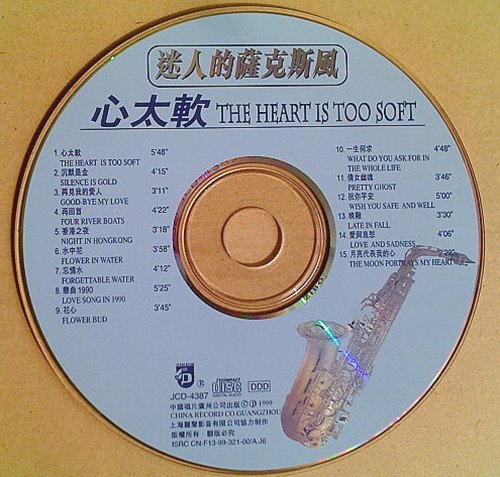 迷人的薩克斯風
心太軟 THE HEART IS TOO SOFT
1. 心太軟 5'48"
THE HEART IS TOO SOFT
2. 沉默是金 4'15"
SILENCE IS GOLD
3. 再見我的愛人 3'11"
GOOD-BYE MY LOVE
4. 再回首 4'22"
FOUR RIVER BOATS
5. 香港之夜 3'18"
NIGHT IN HONGKONG
6. 水中花 3'58"
FLOWER IN WATER
7. 忘情水 4'12"
FORGETTABLE WATER
8. 戀曲1990 5'25"
LOVE SONG IN 1990
9. 花心 3'45"
FLOWER BUD
10. 一生何求 4'48"
WHAT DO YOU ASK FOR IN
THE WHOLE LIFE
11. 倩女幽魂 3'46"
PRETTY GHOST
12. 祝你平安 5'00"
WISH YOU SAFE AND WELL
13. 晚秋 3'30"
LATE IN FALL
14. 愛與哀愁 4'06"
LOVE AND SADNESS
15. 月亮代表我的心
THE MOON PORTRAYS MY HEART
® COMPACT disc DIGITAL AUDIO DDD
JCD-4387
中國唱片廣州公司出版 ©℗ 1999
CHINA RECORD CO.GUANGZHOU
上海麗聲影音有限公司協力制作
版權所有·翻版必究
ISRC CN-F13-99-321-00/A.J6